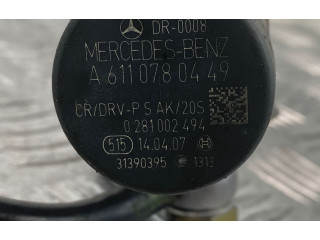 DR-0008
MERCEDES-BENZ
A 611 078 04 49
CR/DRV-P S AK/20S
0 281 002 494
515 14.04.07
31390395 1313